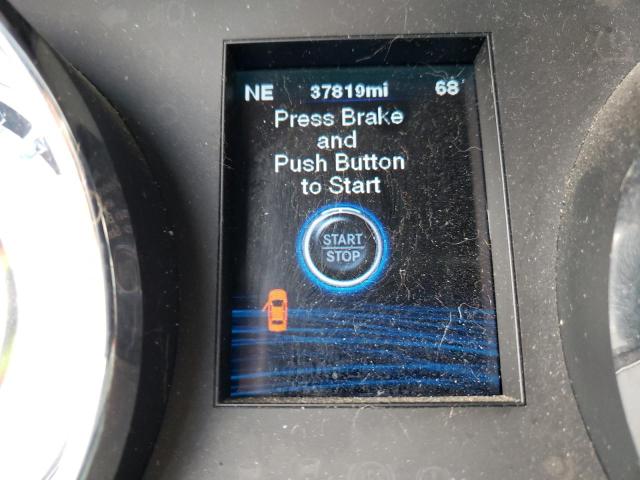 NE 37819mi 68
Press Brake
and
Push Button
to Start
START
STOP